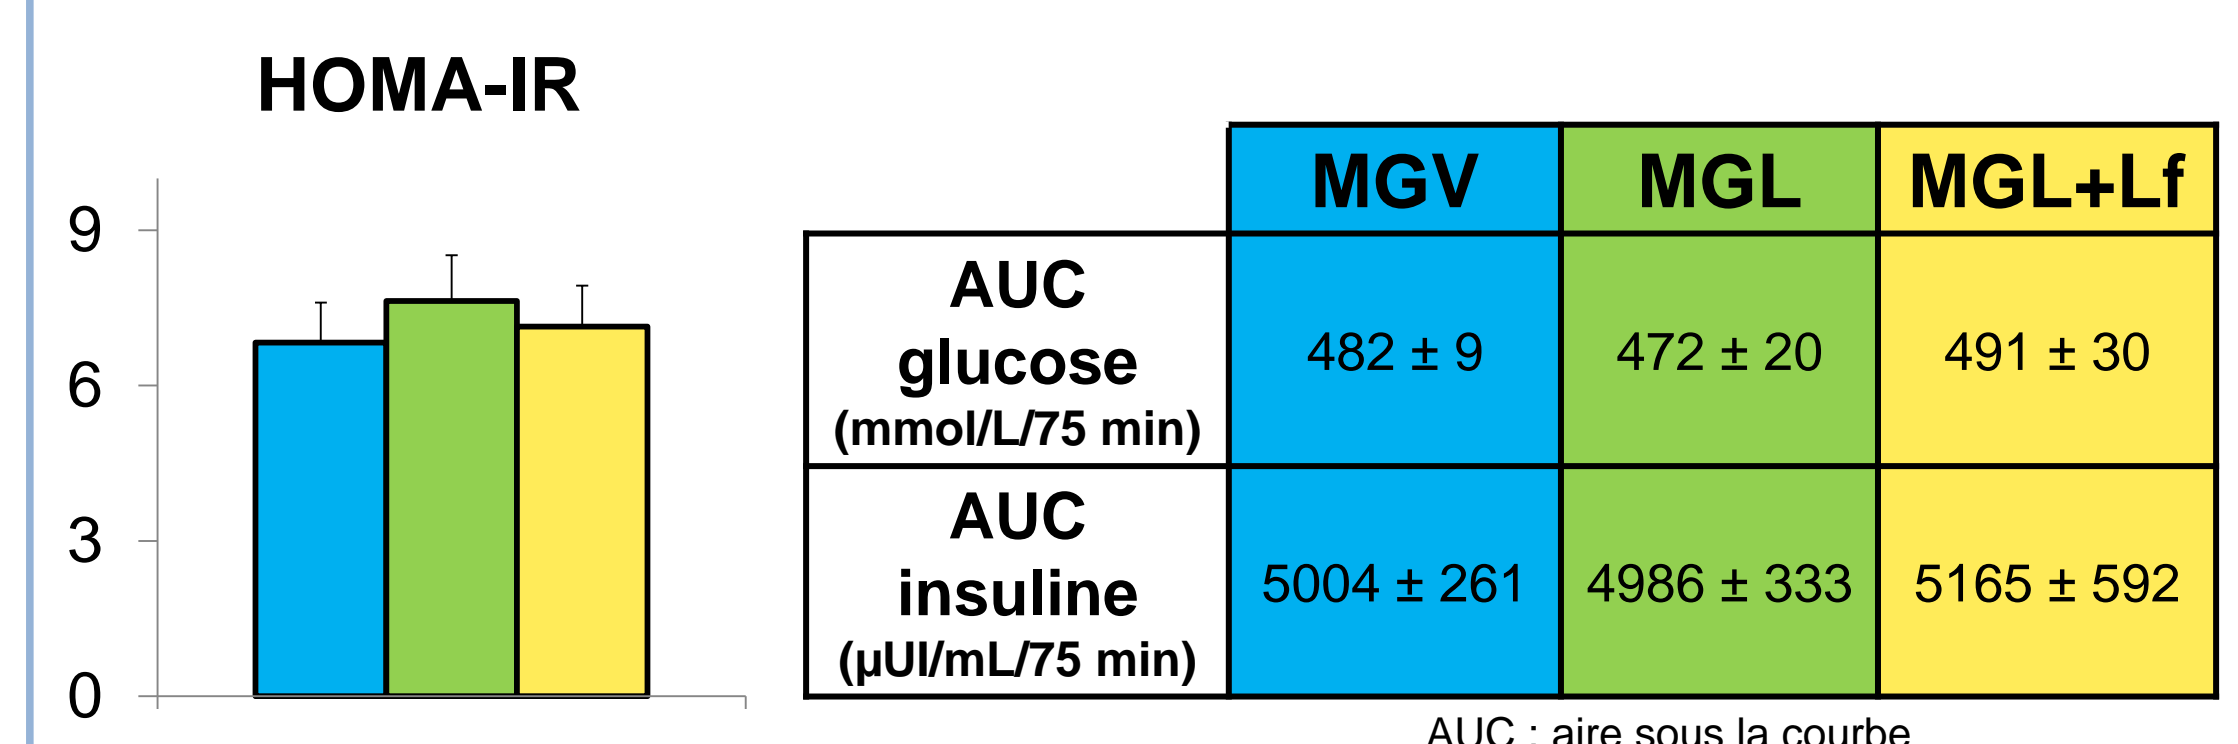 HOMA-IR
9
6
3
0
MGV MGL MGL+Lf
AUC
glucose
(mmol/L/75 min)
482 ± 9 472 ± 20 491 ± 30
AUC
insuline
(µUI/mL/75 min)
5004 ± 261 4986 ± 333 5165 ± 592
AUC : aire sous la courbe